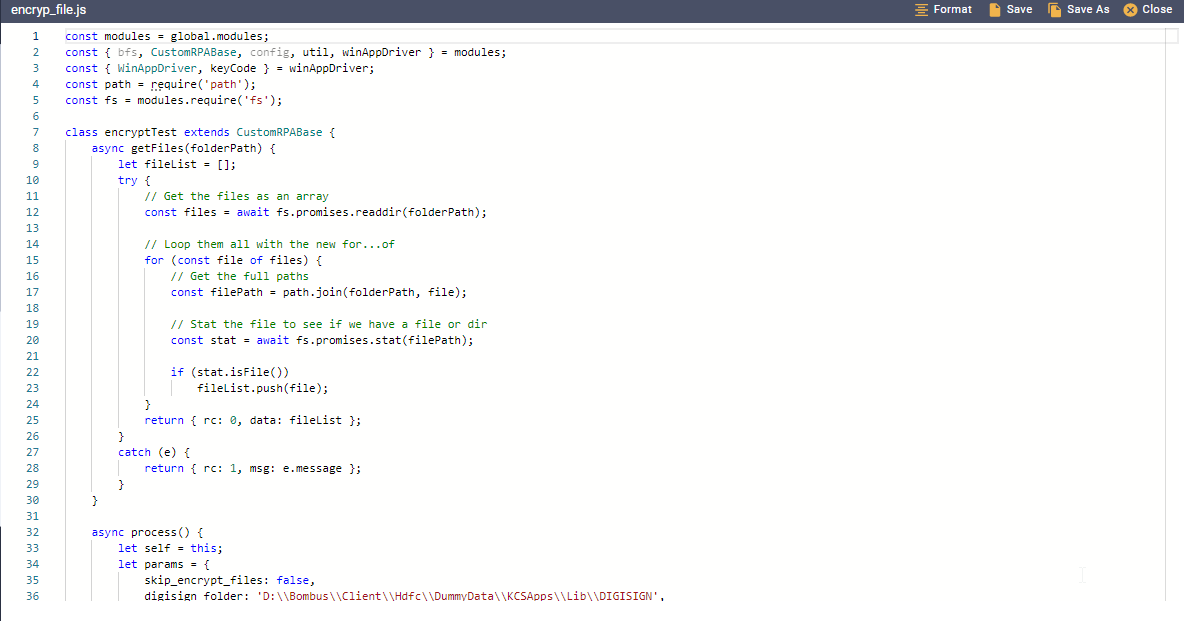 encryp_file.js Format Save Save As Close
1 const modules = global.modules;
2 const { bfs, CustomRPABase, config, util, winAppDriver } = modules;
3 const { WinAppDriver, keyCode } = winAppDriver;
4 const path = require('path');
5 const fs = modules.require('fs');
6
7 class encryptTest extends CustomRPABase {
8 async getFiles(folderPath) {
9 let fileList = [];
10 try {
11 // Get the files as an array
12 const files = await fs.promises.readdir(folderPath);
13
14 // Loop them all with the new for...of
15 for (const file of files) {
16 // Get the full paths
17 const filePath = path.join(folderPath, file);
18
19 // Stat the file to see if we have a file or dir
20 const stat = await fs.promises.stat(filePath);
21
22 if (stat.isFile())
23 fileList.push(file);
24 }
25 return { rc: 0, data: fileList };
26 }
27 catch (e) {
28 return { rc: 1, msg: e.message };
29 }
30 }
31
32 async process() {
33 let self = this;
34 let params = {
35 skip_encrypt_files: false,
36 digisign_folder: 'D:\\Bombus\\Client\\Hdfc\\DummyData\\KCSApps\\Lib\\DIGISIGN',